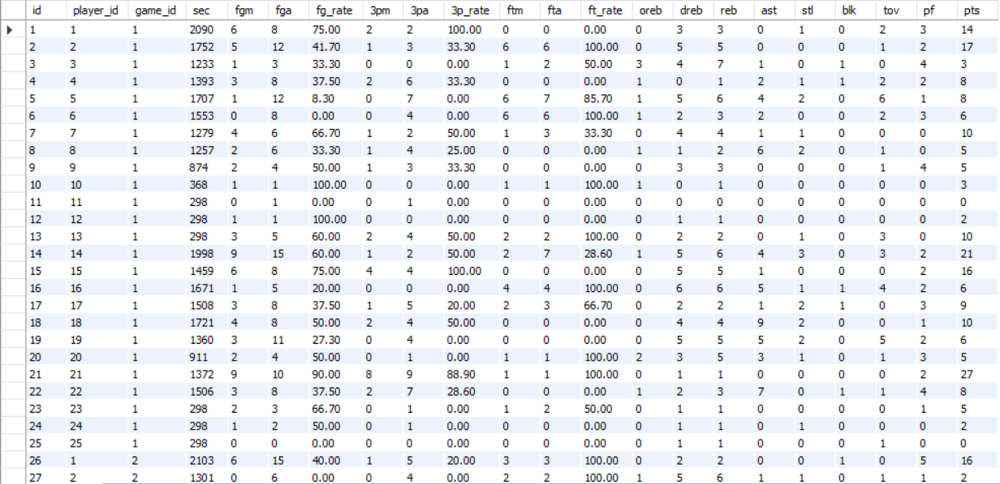 id player_id game_id sec fgm fga fg_rate 3pm 3pa 3p_rate ftm fta ft_rate oreb dreb reb ast stl blk tov pf pts
1 1 1 2090 6 8 75.00 2 2 100.00 0 0 0.00 0 3 3 0 1 0 2 3 14
2 2 1 1752 5 12 41.70 1 3 33.30 6 6 100.00 0 5 5 0 0 0 1 2 17
3 3 1 1233 1 3 33.30 0 0 0.00 1 2 50.00 3 4 7 1 0 1 0 4 3
4 4 1 1393 3 8 37.50 2 6 33.30 0 0 0.00 1 0 1 2 1 1 2 2 8
5 5 1 1707 1 12 8.30 0 7 0.00 6 7 85.70 1 5 6 4 2 0 6 1 8
6 6 1 1553 0 8 0.00 0 4 0.00 6 6 100.00 1 2 3 2 0 0 2 3 6
7 7 1 1279 4 6 66.70 1 2 50.00 1 3 33.30 0 4 4 1 1 0 0 0 10
8 8 1 1257 2 6 33.30 1 4 25.00 0 0 0.00 1 1 2 6 2 0 1 0 5
9 9 1 874 2 4 50.00 1 3 33.30 0 0 0.00 0 3 3 0 0 0 1 4 5
10 10 1 368 1 1 100.00 0 0 0.00 1 1 100.00 1 0 1 0 0 0 0 0 3
11 11 1 298 0 1 0.00 0 1 0.00 0 0 0.00 0 0 0 0 0 0 0 0 0
12 12 1 298 1 1 100.00 0 0 0.00 0 0 0.00 0 1 1 0 0 0 0 0 2
13 13 1 298 3 5 60.00 2 4 50.00 2 2 100.00 0 2 2 0 1 0 3 0 10
14 14 1 1998 9 15 60.00 1 2 50.00 2 7 28.60 1 5 6 4 3 0 3 2 21
15 15 1 1459 6 8 75.00 4 4 100.00 0 0 0.00 0 5 5 1 0 0 0 2 16
16 16 1 1671 1 5 20.00 0 0 0.00 4 4 100.00 0 6 6 5 1 1 4 2 6
17 17 1 1508 3 8 37.50 1 5 20.00 2 3 66.70 0 2 2 1 2 1 0 3 9
18 18 1 1721 4 8 50.00 2 4 50.00 0 0 0.00 0 4 4 9 2 0 0 1 10
19 19 1 1360 3 11 27.30 0 4 0.00 0 0 0.00 0 5 5 5 2 0 5 2 6
20 20 1 911 2 4 50.00 0 1 0.00 1 1 100.00 2 3 5 3 1 0 1 3 5
21 21 1 1372 9 10 90.00 8 9 88.90 1 1 100.00 0 1 1 0 0 0 0 2 27
22 22 1 1506 3 8 37.50 2 7 28.60 0 0 0.00 1 2 3 7 0 1 1 4 8
17 23 1 298 2 3 66.70 0 1 0.00 1 2 50.00 0 1 1 0 0 0 0 1 5
24 24 1 298 1 2 50.00 0 1 0.00 0 0 0.00 0 1 1 0 1 0 0 0 2
25 25 1 298 0 0 0.00 0 0 0.00 0 0 0.00 0 1 1 0 0 0 1 0 0
26 1 2 2103 6 15 40.00 1 5 20.00 3 3 100.00 0 2 2 0 0 1 0 5 16
27 2 2 1301 0 6 0.00 0 4 0.00 2 2 100.00 1 5 6 1 1 0 1 1 2